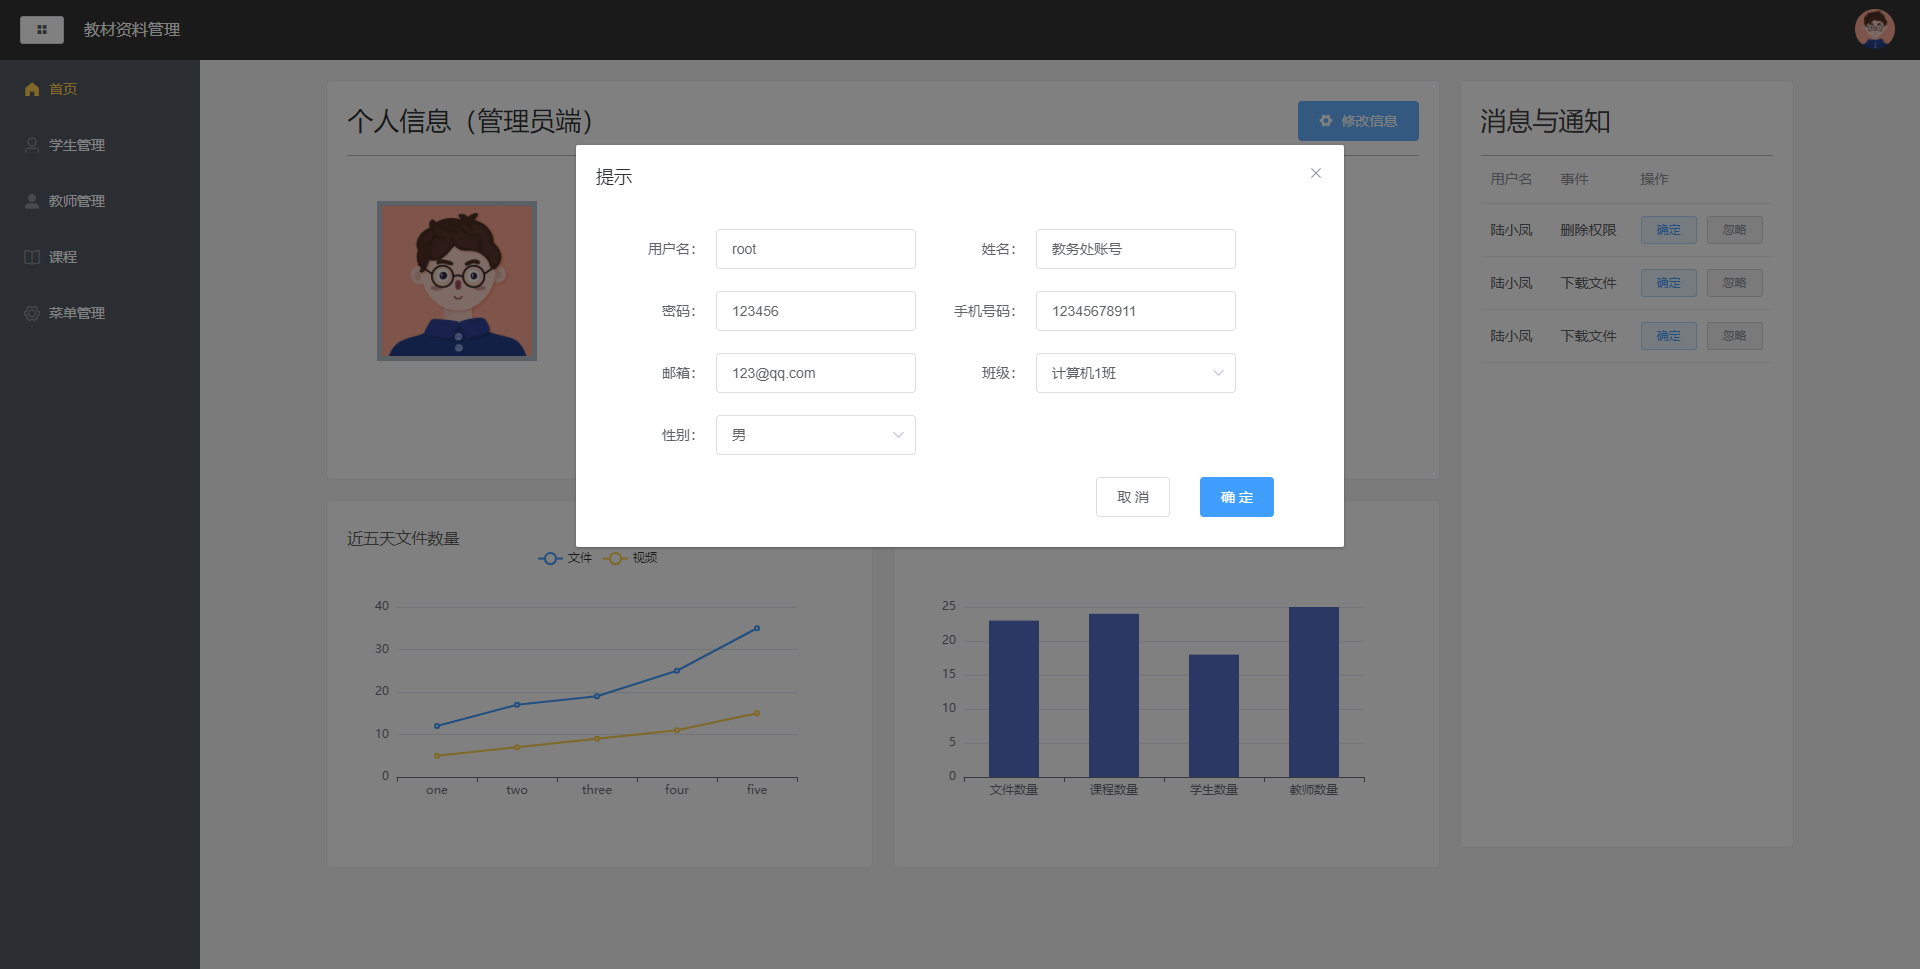 教材资料管理
首页
学生管理
教师管理
课程
菜单管理
个人信息（管理员端）
修改信息
提示
用户名：
root
姓名：
教务处账号
密码：
123456
手机号码：
12345678911
邮箱：
123@qq.com
班级：
计算机1班
性别：
男
取 消
确 定
近五天文件数量
文件
视频
40
30
20
10
0
one
two
three
four
five
25
20
15
10
5
0
文件数量
课程数量
学生数量
教师数量
消息与通知
用户名 事件 操作
陆小凤 删除权限 确定 忽略
陆小凤 下载文件 确定 忽略
陆小凤 下载文件 确定 忽略